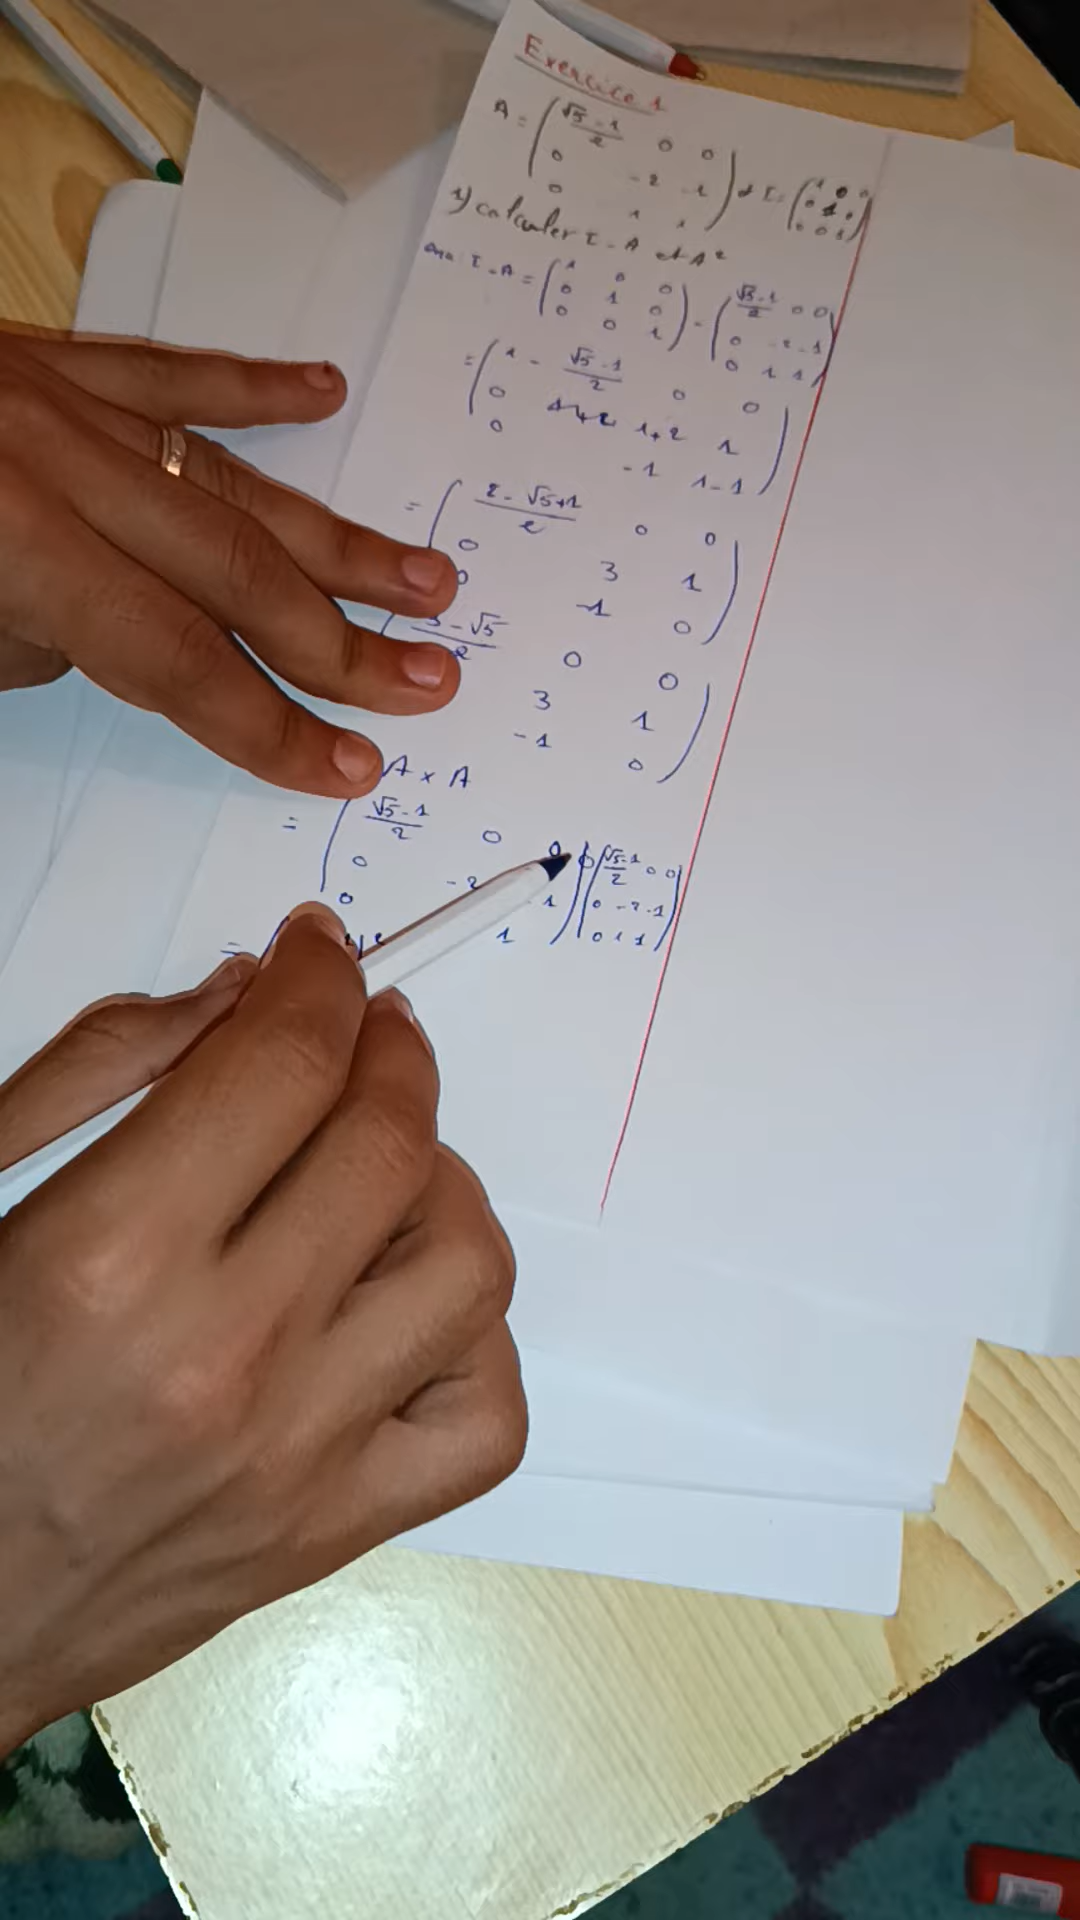 Exercice 1
A = ( √5-1/2 0 0
0 -2 -1
0 1 1 ) et I = ( 1 0 0
0 1 0
0 0 1 )
1) calculer I - A et A²
I - A = ( 1 0 0
0 1 0
0 0 1 ) - ( √5-1/2 0 0
0 -2 -1
0 1 1 )
= ( 1 - √5-1/2 0 0
0 1+2 1
0 -1 1-1 )
= ( 2-√5+1/2 0 0
0 3 1
0 -1 0 )
3-√5/2 0 0
3 1
-1 0 )
A × A
= ( √5-1/2 0 0
0 -2 -1
0 1 ) ( √5-1/2 0 0
0 -2 -1
0 1 1 )
= (